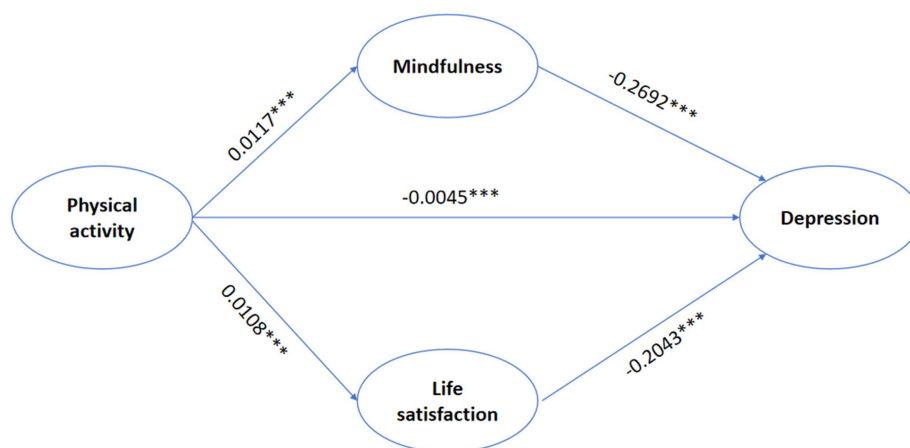 Mindfulness
0.0117***
-0.2692***
Physical
activity
-0.0045***
Depression
0.0108***
-0.2043***
Life
satisfaction